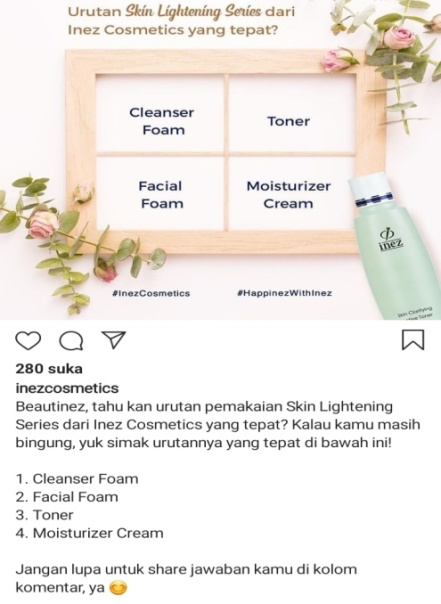 Urutan Skin Lightening Series dari
Inez Cosmetics yang tepat?
Cleanser
Foam
Toner
Facial
Foam
Moisturizer
Cream
inez
Skin Clarifying
Toner
#InezCosmetics
#HappinezWithInez
280 suka
inezcosmetics
Beautinez, tahu kan urutan pemakaian Skin Lightening
Series dari Inez Cosmetics yang tepat? Kalau kamu masih
bingung, yuk simak urutannya yang tepat di bawah ini!
1. Cleanser Foam
2. Facial Foam
3. Toner
4. Moisturizer Cream
Jangan lupa untuk share jawaban kamu di kolom
komentar, ya 😊